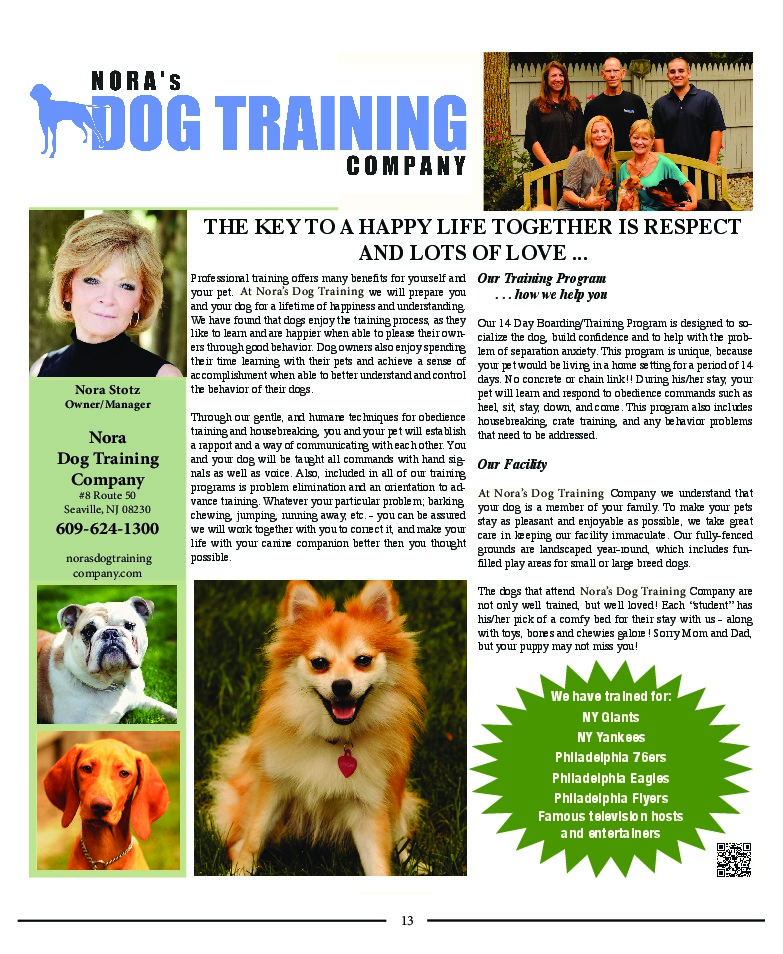 NORA's
DOG TRAINING
COMPANY
THE KEY TO A HAPPY LIFE TOGETHER IS RESPECT
AND LOTS OF LOVE ...
Nora Stotz
Owner/Manager
Nora
Dog Training
Company
#8 Route 50
Seaville, NJ 08230
609-624-1300
norasdogtraining
company.com
Professional training offers many benefits for yourself and
your pet. At Nora's Dog Training we will prepare you
and your dog for a lifetime of happiness and understanding.
We have found that dogs enjoy the training process, as they
like to learn and are happier when able to please their own-
ers through good behavior. Dog owners also enjoy spending
their time learning with their pets and achieve a sense of
accomplishment when able to better understand and control
the behavior of their dogs.
Through our gentle, and humane techniques for obedience
training and housebreaking, you and your pet will establish
a rapport and a way of communicating with each other. You
and your dog will be taught all commands with hand sig-
nals as well as voice. Also, included in all of our training
programs is problem elimination and an orientation to ad-
vance training. Whatever your particular problem; barking,
chewing, jumping, running away, etc. – you can be assured
we will work together with you to correct it, and make your
life with your canine companion better then you thought
possible.
Our Training Program
. . . how we help you
Our 14 Day Boarding/Training Program is designed to so-
cialize the dog, build confidence and to help with the prob-
lem of separation anxiety. This program is unique, because
your pet would be living in a home setting for a period of 14
days. No concrete or chain link!! During his/her stay, your
pet will learn and respond to obedience commands such as
heel, sit, stay, down, and come. This program also includes
housebreaking, crate training, and any behavior problems
that need to be addressed.
Our Facility
At Nora's Dog Training Company we understand that
your dog is a member of your family. To make your pets
stay as pleasant and enjoyable as possible, we take great
care in keeping our facility immaculate. Our fully-fenced
grounds are landscaped year-round, which includes fun-
filled play areas for small or large breed dogs.
The dogs that attend Nora's Dog Training Company are
not only well trained, but well loved! Each “student” has
his/her pick of a comfy bed for their stay with us – along
with toys, bones and chewies galore! Sorry Mom and Dad,
but your puppy may not miss you!
We have trained for:
NY Giants
NY Yankees
Philadelphia 76ers
Philadelphia Eagles
Philadelphia Flyers
Famous television hosts
and entertainers
13